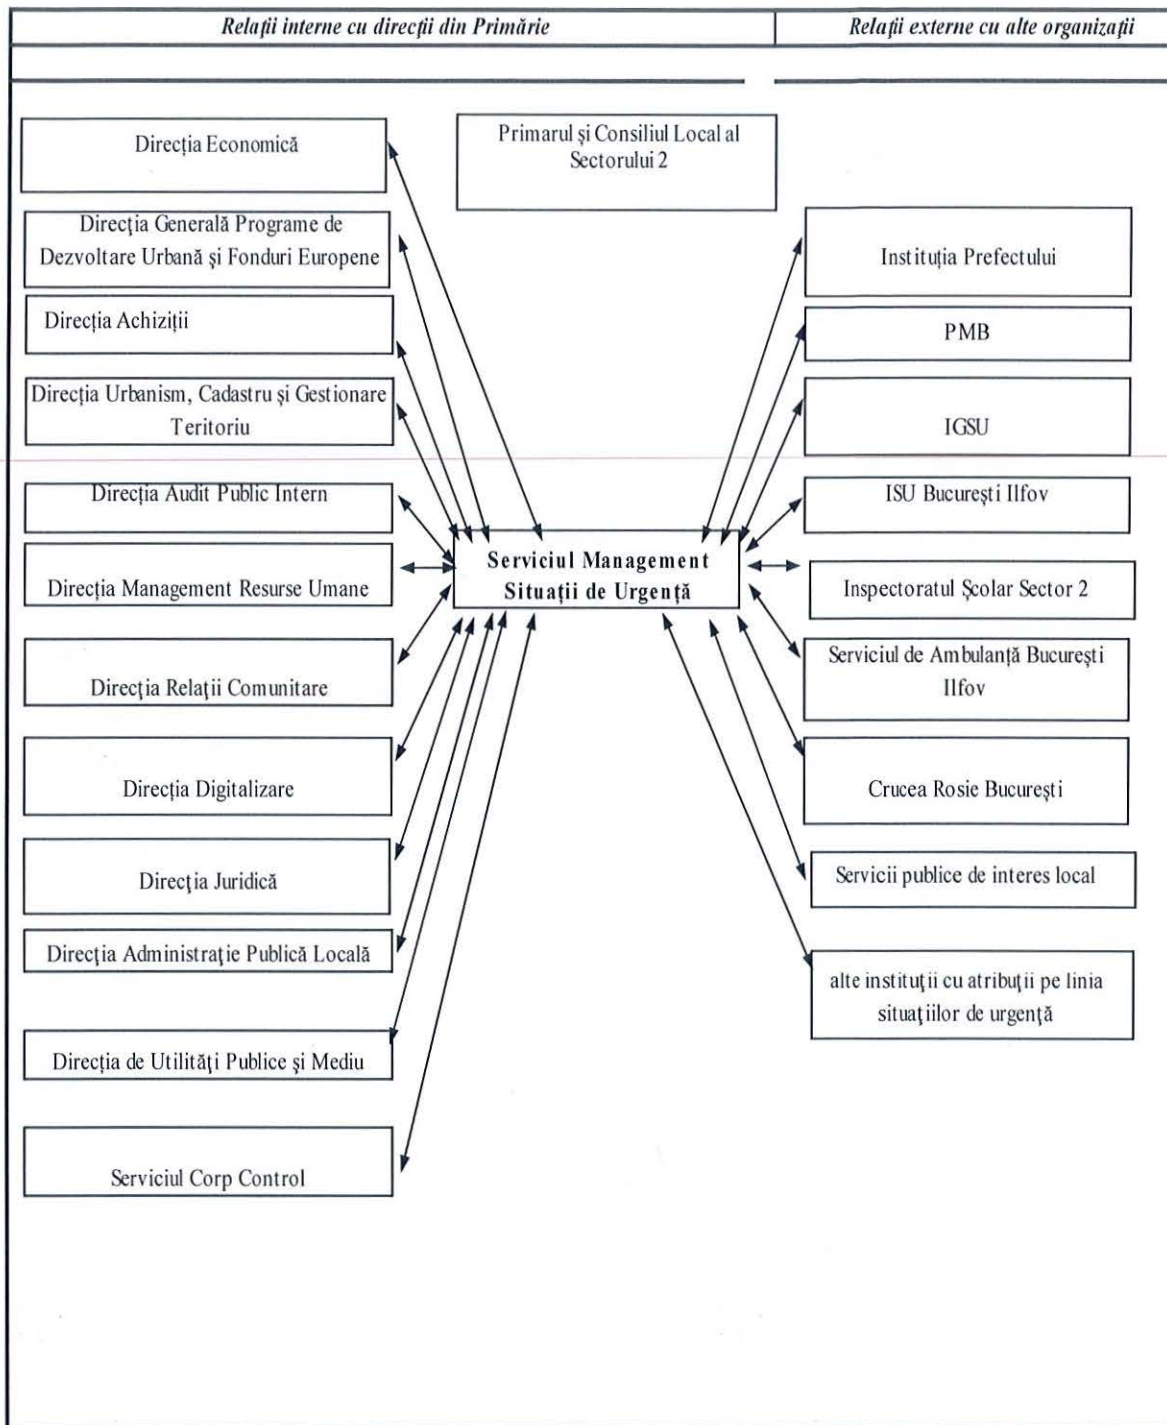 Relații interne cu direcții din Primărie
Relații externe cu alte organizații
Direcția Economică
Primarul și Consiliul Local al
Sectorului 2
Direcția Generală Programe de
Dezvoltare Urbană și Fonduri Europene
Direcția Achiziții
Direcția Urbanism, Cadastru și Gestionare
Teritoriu
Direcția Audit Public Intern
Direcția Management Resurse Umane
Direcția Relații Comunitare
Direcția Digitalizare
Direcția Juridică
Direcția Administrație Publică Locală
Direcția de Utilități Publice și Mediu
Serviciul Corp Control
Serviciul Management
Situații de Urgență
Instituția Prefectului
PMB
IGSU
ISU București Ilfov
Inspectoratul Școlar Sector 2
Serviciul de Ambulanță București
Ilfov
Crucea Rosie București
Servicii publice de interes local
alte instituții cu atribuții pe linia
situațiilor de urgență